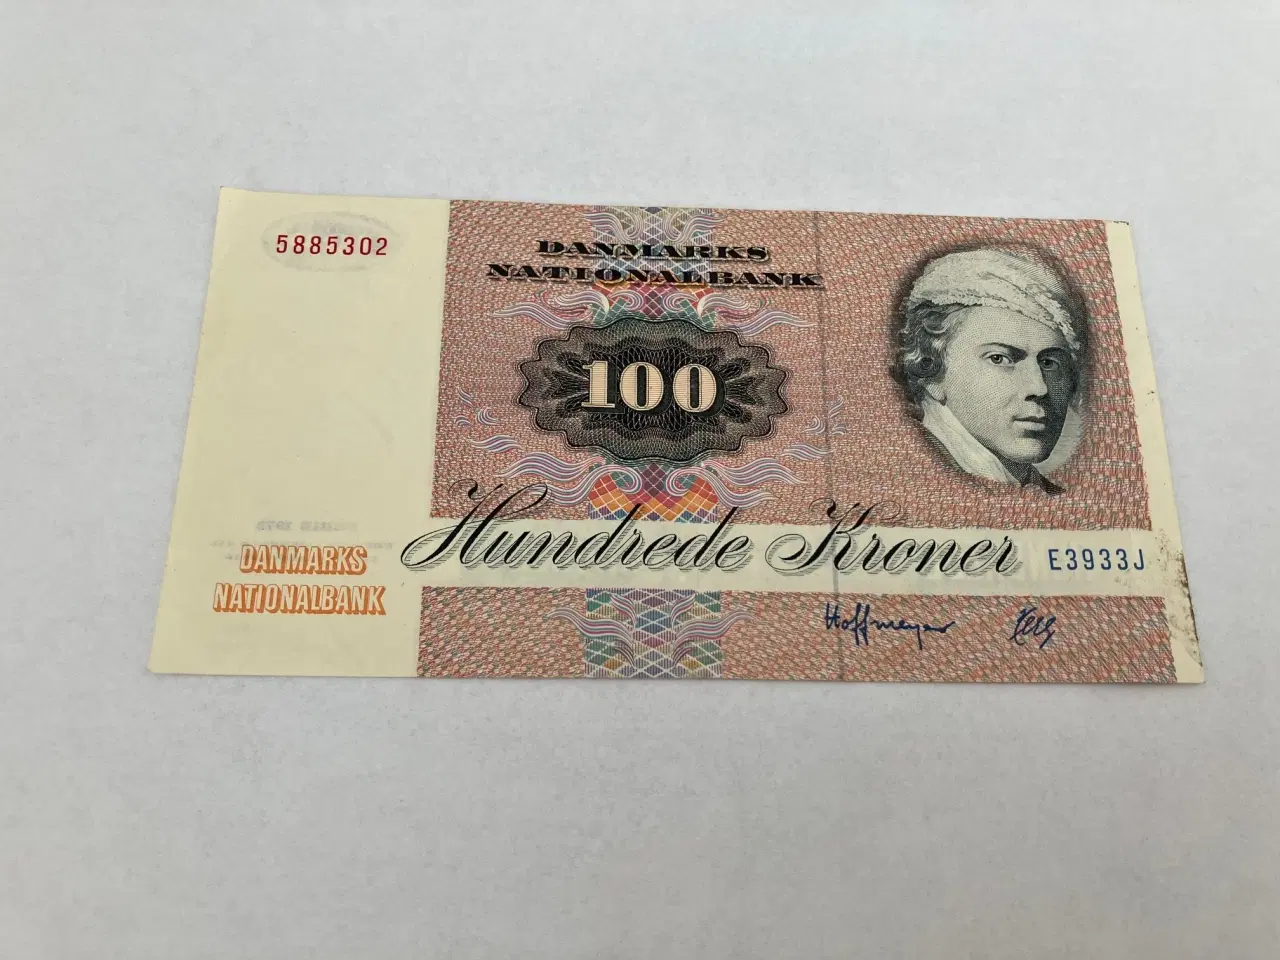 5885302
DANMARKS
NATIONALBANK
100
Hundrede Kroner
E3933J
DANMARKS
NATIONALBANK
Hoffmeyer